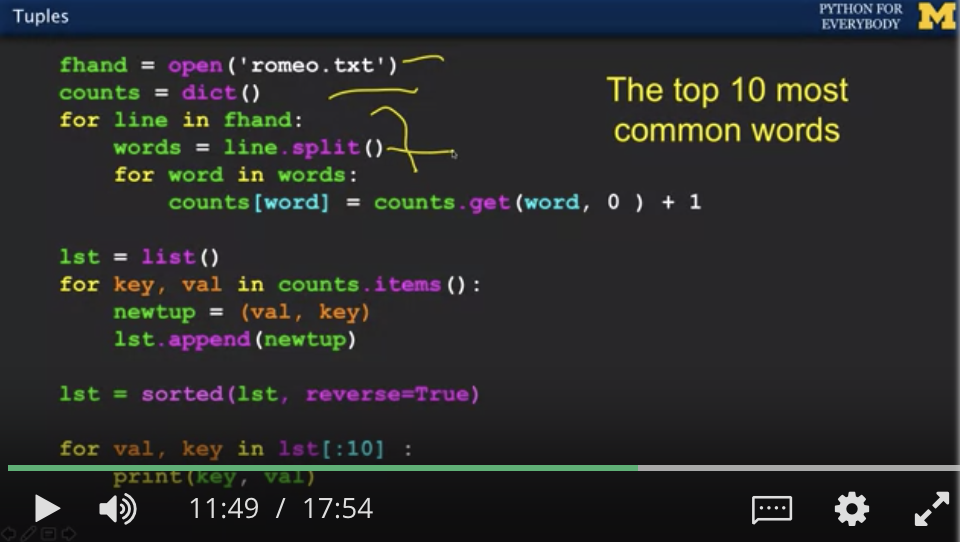 Tuples
PYTHON FOR
EVERYBODY
M
fhand = open('romeo.txt')
counts = dict()
for line in fhand:
    words = line.split()
    for word in words:
        counts[word] = counts.get(word, 0 ) + 1
The top 10 most
common words
lst = list()
for key, val in counts.items():
    newtup = (val, key)
    lst.append(newtup)
lst = sorted(lst, reverse=True)
for val, key in lst[:10] :
    print(key, val)
11:49 / 17:54